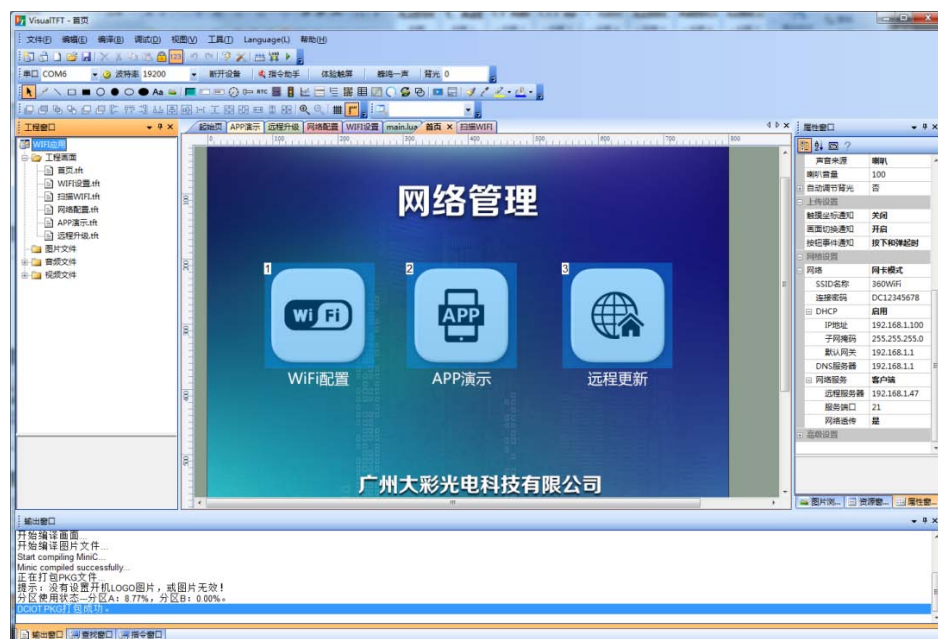 VisualTFT - 首页
文件(F) 编辑(E) 编译(B) 调试(D) 视图(V) 工具(T) Language(L) 帮助(H)
串口 COM6 波特率 19200 断开设备 指令助手 体验触屏 蜂鸣一声 背光 0
工程窗口
起始页 APP演示 远程升级 网络配置 WIFI设置 main.lua 首页 扫描WIFI
属性窗口
WIFI应用
工程画面
首页.tft
WIFI设置.tft
扫描WIFI.tft
网络配置.tft
APP演示.tft
远程升级.tft
图片文件
音频文件
视频文件
网络管理
1 2 3
Wi Fi
APP
WiFi配置 APP演示 远程更新
广州大彩光电科技有限公司
声音来源 喇叭
喇叭音量 100
自动调节背光 否
上传设置
触摸坐标通知 关闭
画面切换通知 开启
按钮事件通知 按下和弹起时
网络设置
网络 网卡模式
SSID名称 360WiFi
连接密码 DC12345678
DHCP 启用
IP地址 192.168.1.100
子网掩码 255.255.255.0
默认网关 192.168.1.1
DNS服务器 192.168.1.1
网络服务 客户端
远程服务器 192.168.1.47
服务端口 21
网络透传 是
高级设置
图片浏... 资源窗... 属性窗...
输出窗口
开始编译画面...
开始编译图片文件...
Start compiling MiniC...
Minic compiled successfully...
正在打包PKG文件...
提示：没有设置开机LOGO图片，或图片无效！
分区使用状态—分区A：8.77%，分区B：0.00%。
DCIOT PKG打包成功。
输出窗口 查找窗口 指令窗口